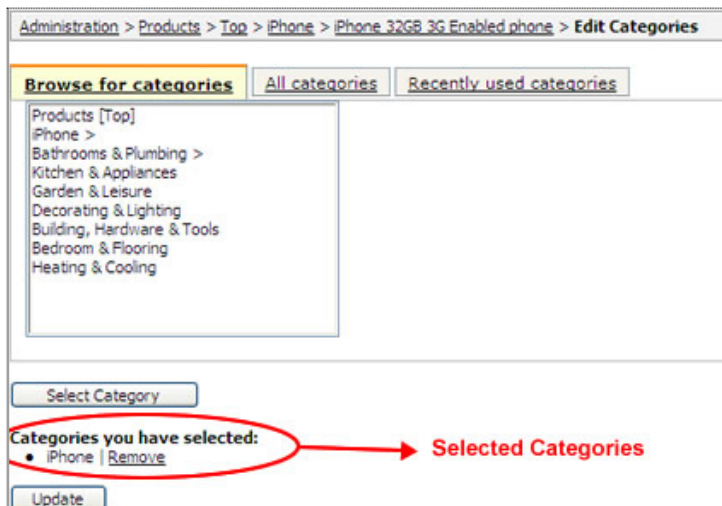 Administration > Products > Top > iPhone > iPhone 32GB 3G Enabled phone > Edit Categories
Browse for categories All categories Recently used categories
Products [Top]
iPhone >
Bathrooms & Plumbing >
Kitchen & Appliances
Garden & Leisure
Decorating & Lighting
Building, Hardware & Tools
Bedroom & Flooring
Heating & Cooling
Select Category
Categories you have selected:
• iPhone | Remove
Selected Categories
Update